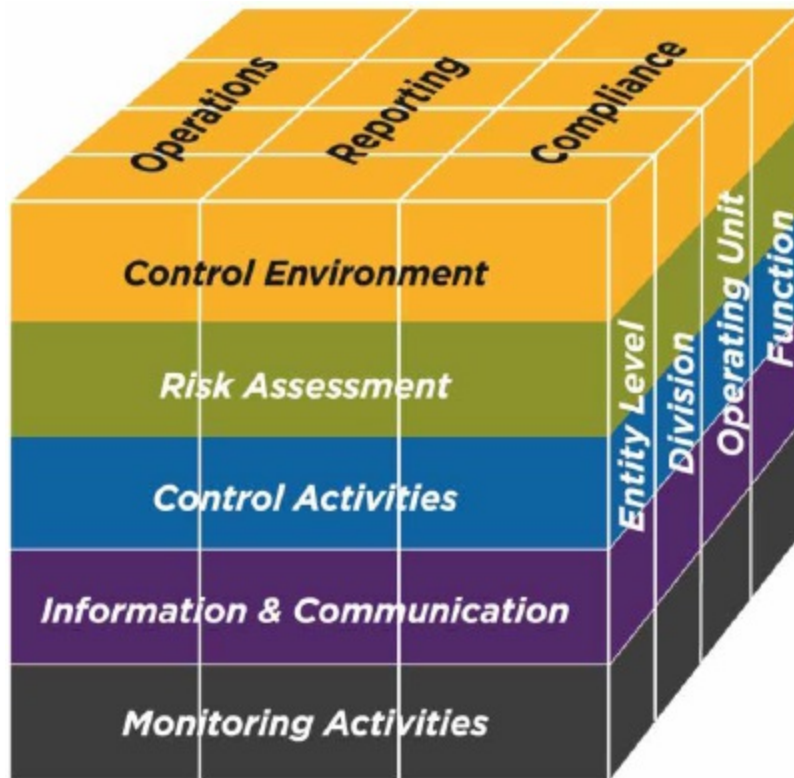 Operations
Reporting
Compliance
Control Environment
Risk Assessment
Control Activities
Information & Communication
Monitoring Activities
Entity Level
Division
Operating Unit
Function